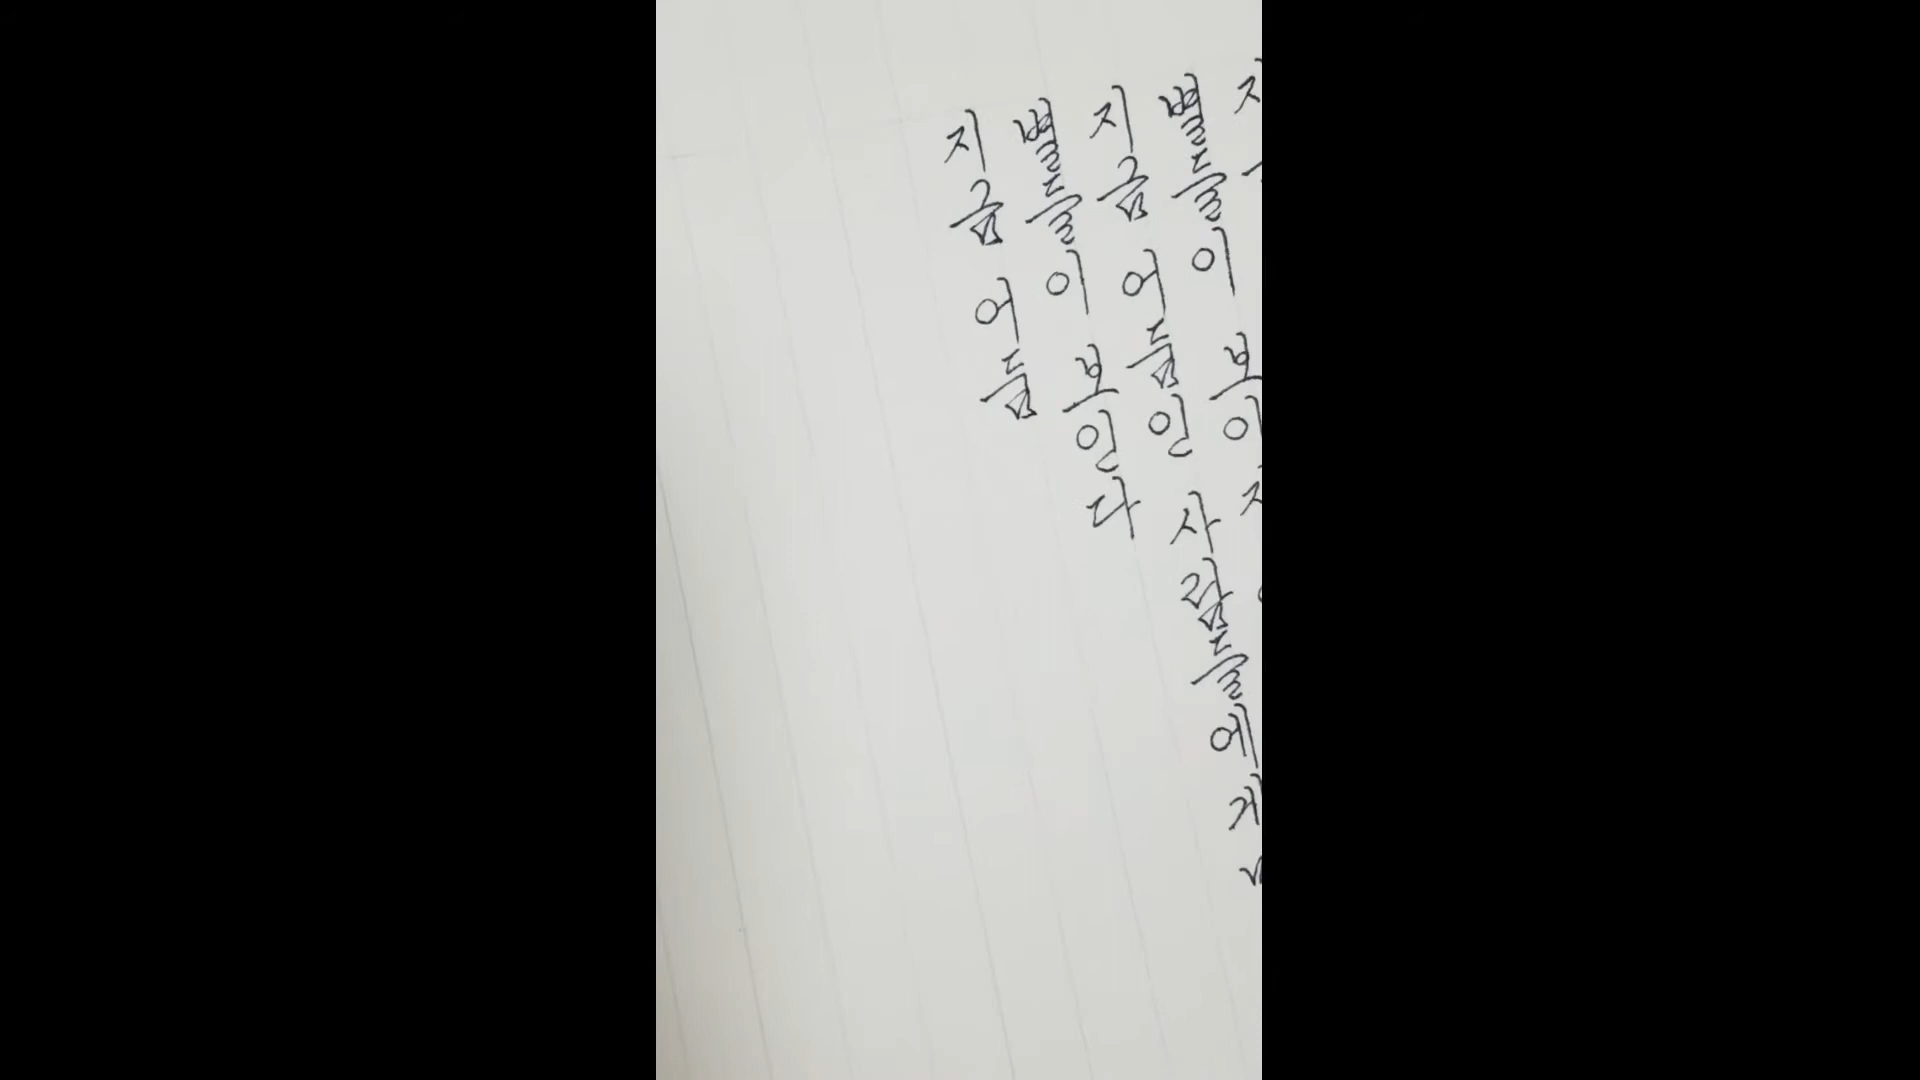 별들이 보이
지금 어둠인 사람들에게
별들이 보인다
지금 어둠